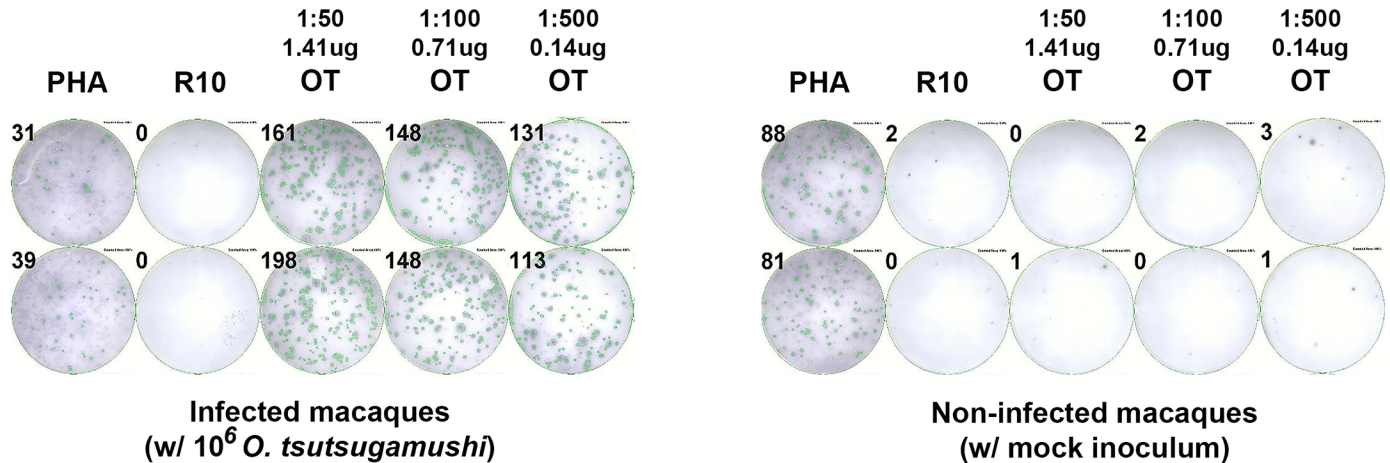 1:50 1:100 1:500
1.41ug 0.71ug 0.14ug
PHA R10 OT OT OT
31 0 161 148 131
39 0 198 148 113
Infected macaques
(w/ 10⁶ O. tsutsugamushi)
1:50 1:100 1:500
1.41ug 0.71ug 0.14ug
PHA R10 OT OT OT
88 2 0 2 3
81 0 1 0 1
Non-infected macaques
(w/ mock inoculum)